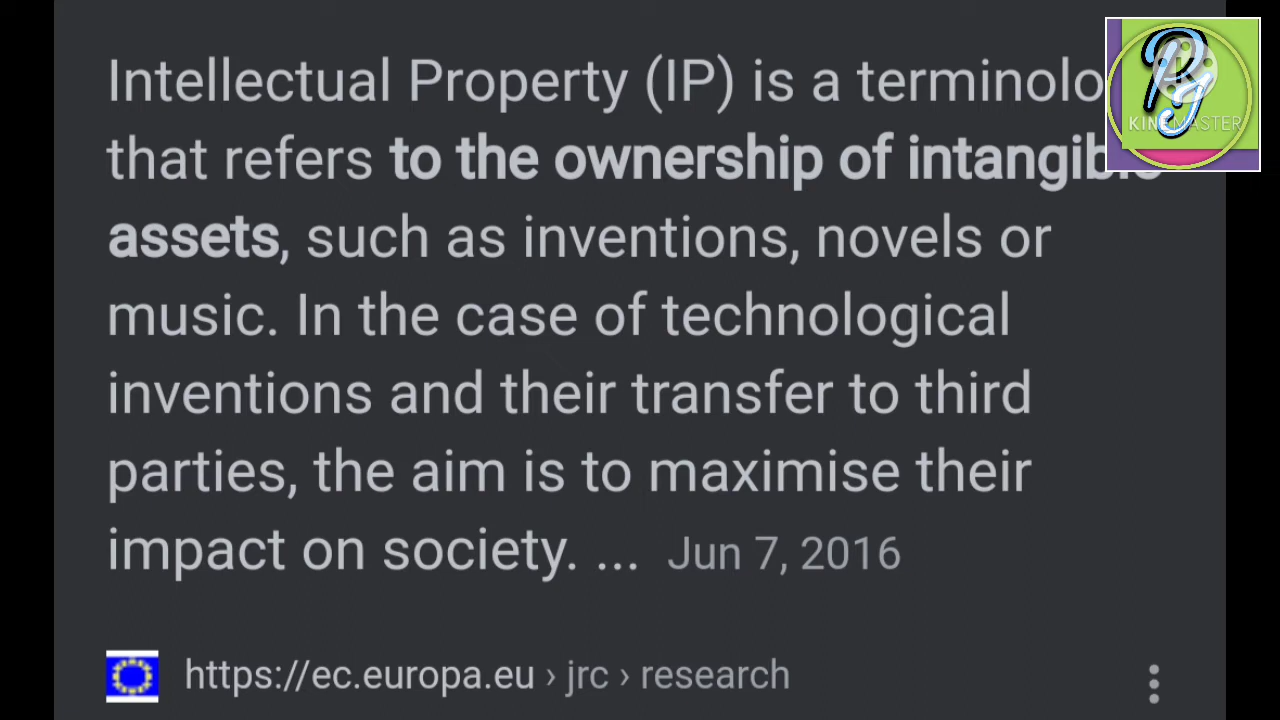 Intellectual Property (IP) is a
that refers to the ownership of
assets, such as inventions, novels or
music. In the case of technological
inventions and their transfer to third
parties, the aim is to maximise their
impact on society. ... Jun 7, 2016
https://ec.europa.eu › jrc › research
KINEMASTER